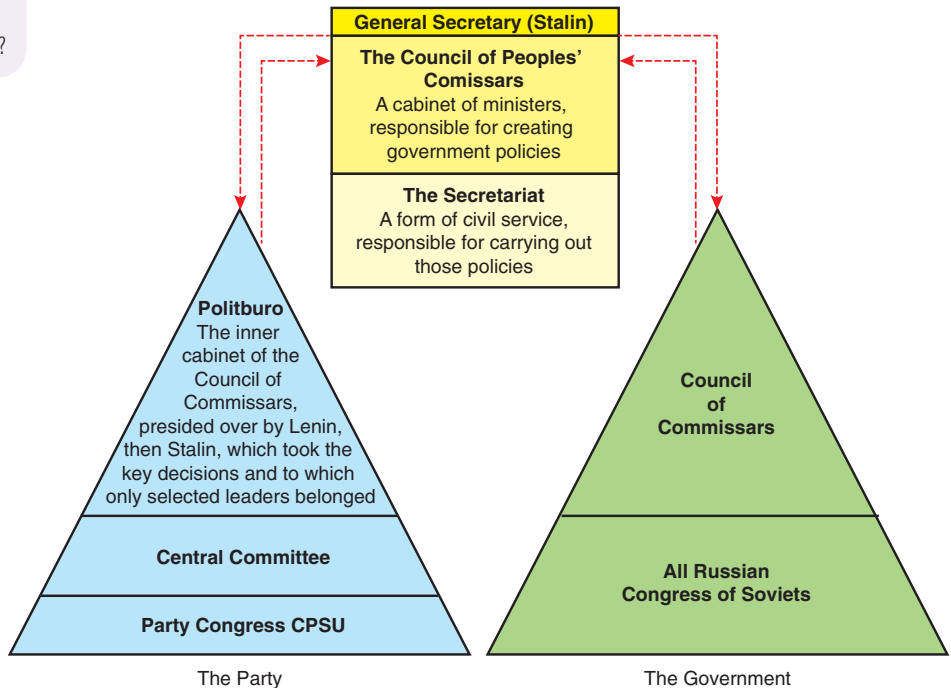 ?
General Secretary (Stalin)
The Council of Peoples'
Comissars
A cabinet of ministers,
responsible for creating
government policies
The Secretariat
A form of civil service,
responsible for carrying out
those policies
Politburo
The inner
cabinet of the
Council of
Commissars,
presided over by Lenin,
then Stalin, which took the
key decisions and to which
only selected leaders belonged
Central Committee
Party Congress CPSU
The Party
Council
of
Commissars
All Russian
Congress of Soviets
The Government